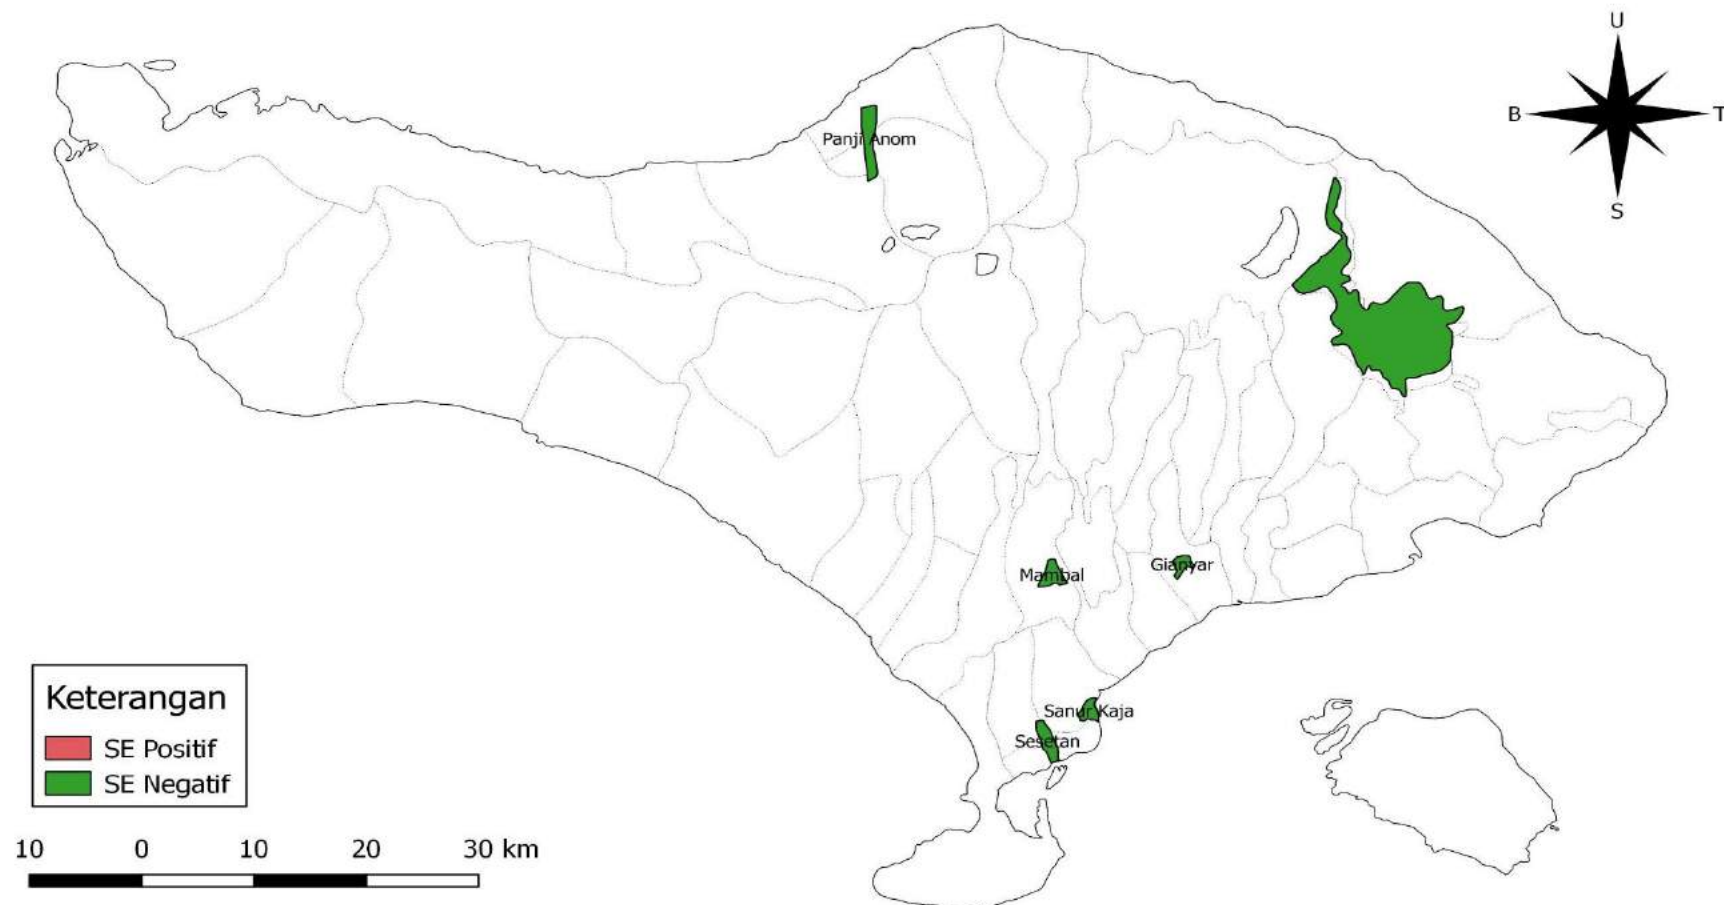 U
B
T
S
Panji Anom
Mambal
Gianyar
Sanur Kaja
Sesetan
Keterangan
SE Positif
SE Negatif
10 0 10 20 30 km